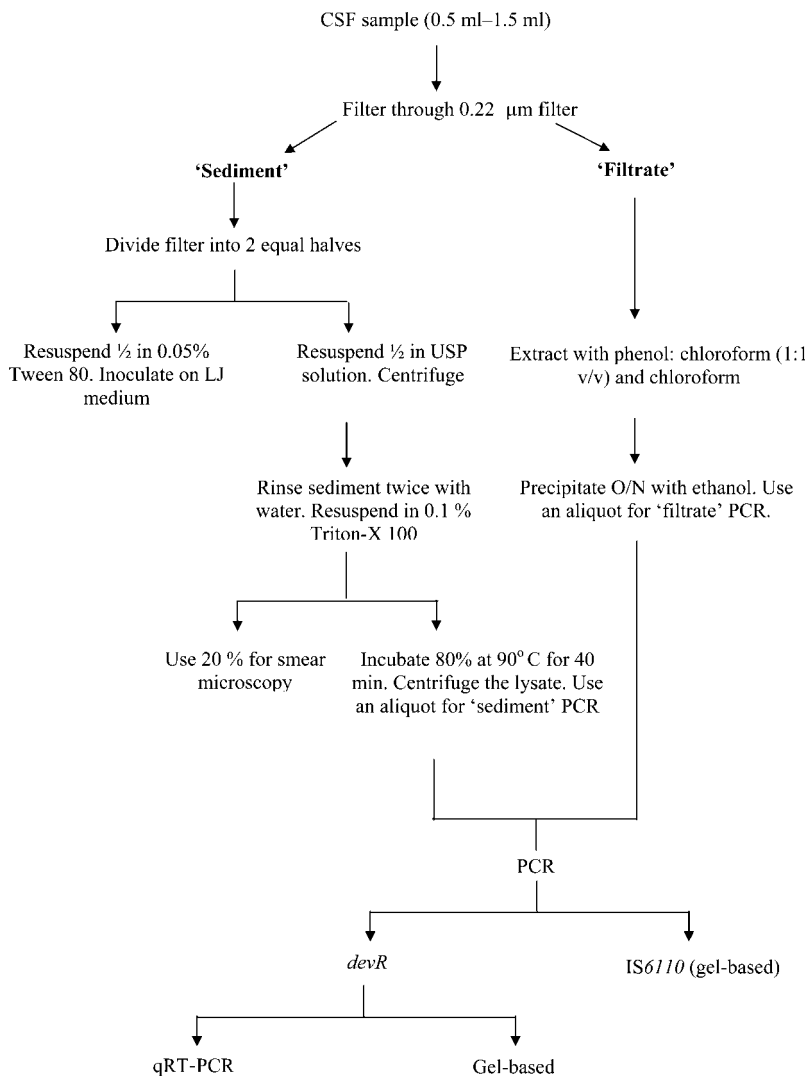 CSF sample (0.5 ml–1.5 ml)
Filter through 0.22 µm filter
‘Sediment’
‘Filtrate’
Divide filter into 2 equal halves
Resuspend ½ in 0.05%
Tween 80. Inoculate on LJ
medium
Resuspend ½ in USP
solution. Centrifuge
Extract with phenol: chloroform (1:1
v/v) and chloroform
Rinse sediment twice with
water. Resuspend in 0.1 %
Triton-X 100
Precipitate O/N with ethanol. Use
an aliquot for ‘filtrate’ PCR.
Use 20 % for smear
microscopy
Incubate 80% at 90° C for 40
min. Centrifuge the lysate. Use
an aliquot for ‘sediment’ PCR
PCR
devR
IS6110 (gel-based)
qRT-PCR
Gel-based